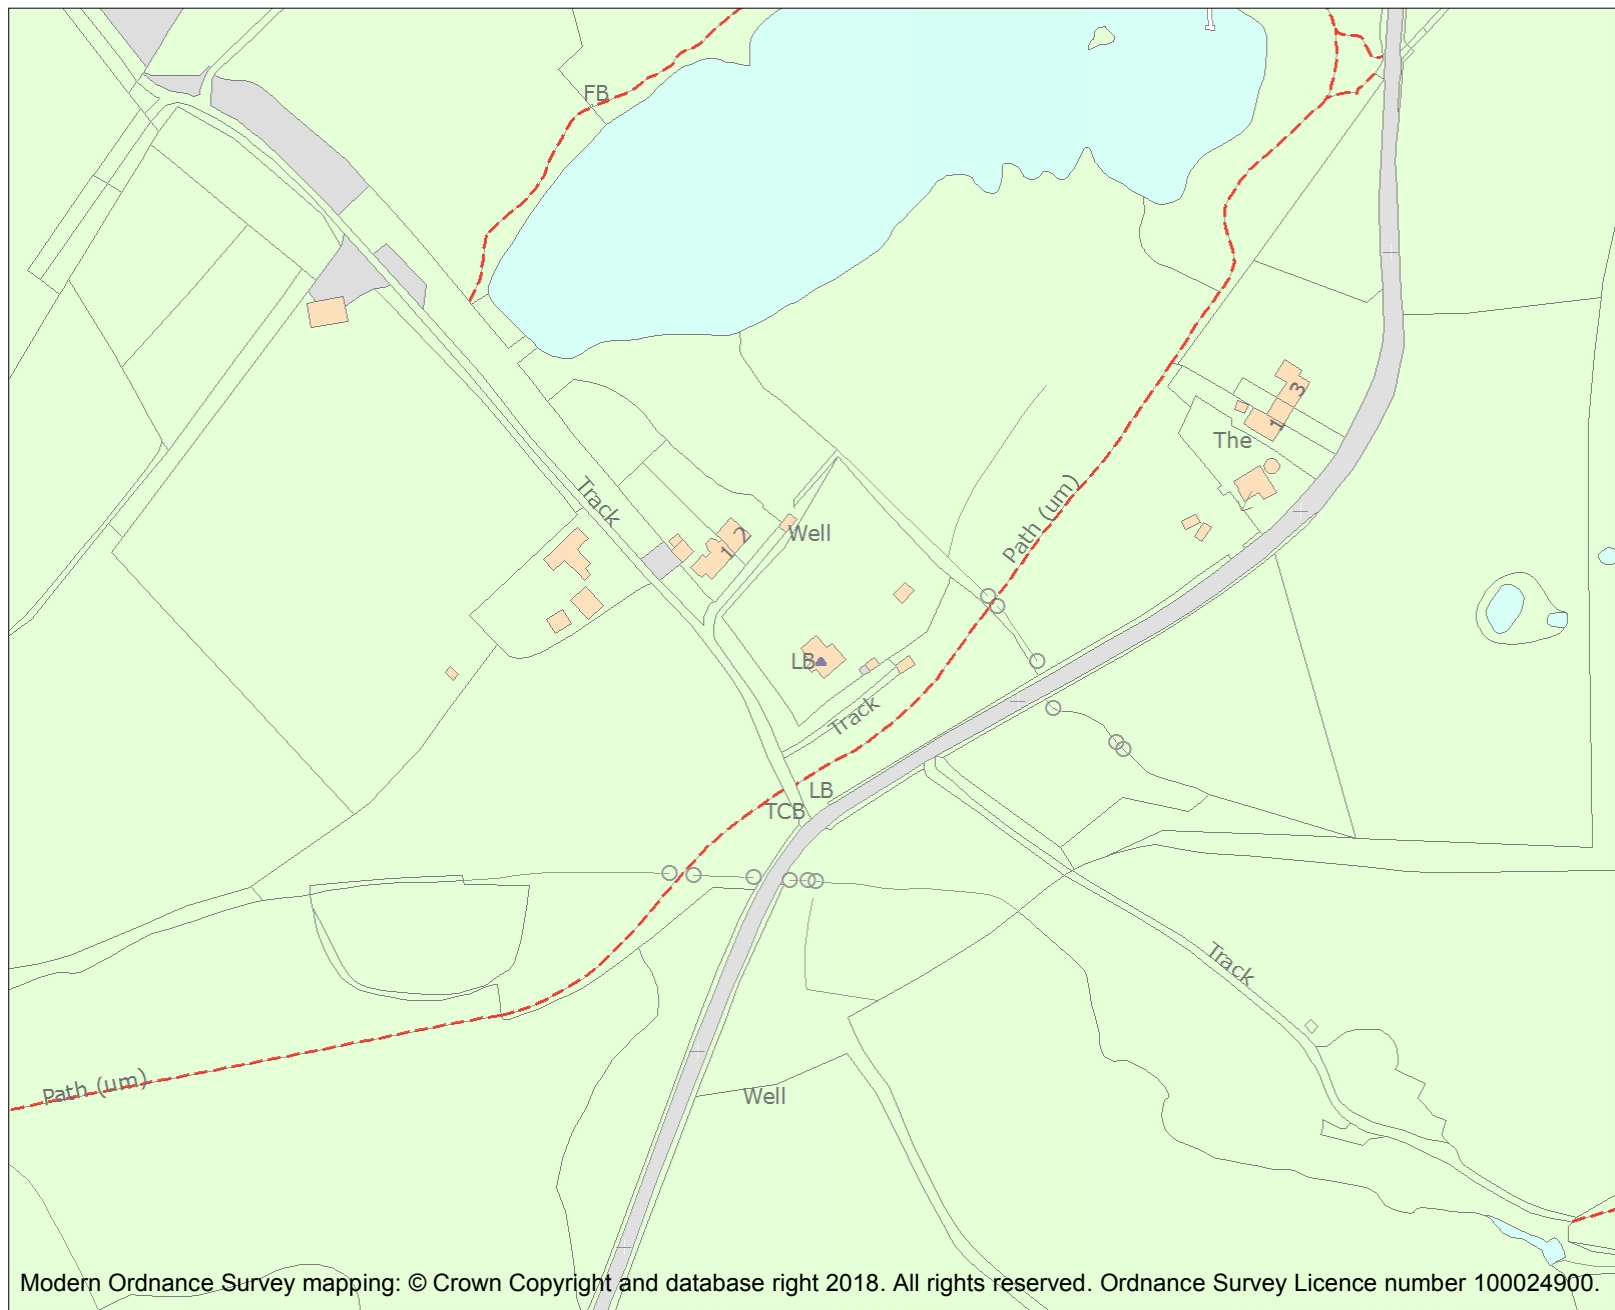 FB
3
1
The
Track
Path (um)
1 2
Well
LB
Track
LB
TCB
Track
Path (um)
Well
Modern Ordnance Survey mapping: © Crown Copyright and database right 2018. All rights reserved. Ordnance Survey Licence number 100024900.